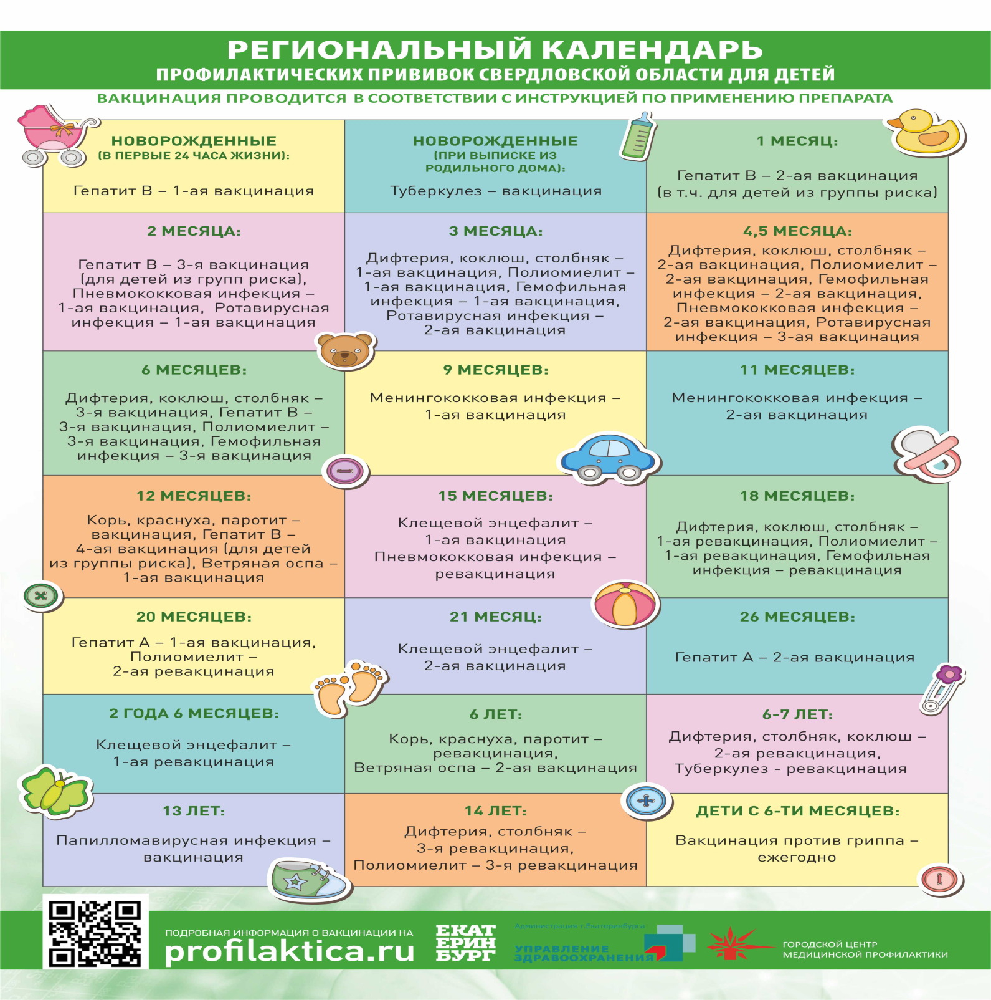 РЕГИОНАЛЬНЫЙ КАЛЕНДАРЬ
ПРОФИЛАКТИЧЕСКИХ ПРИВИВОК СВЕРДЛОВСКОЙ ОБЛАСТИ ДЛЯ ДЕТЕЙ
ВАКЦИНАЦИЯ ПРОВОДИТСЯ В СООТВЕТСТВИИ С ИНСТРУКЦИЕЙ ПО ПРИМЕНЕНИЮ ПРЕПАРАТА
НОВОРОЖДЕННЫЕ
(В ПЕРВЫЕ 24 ЧАСА ЖИЗНИ):
Гепатит В – 1-ая вакцинация
НОВОРОЖДЕННЫЕ
(ПРИ ВЫПИСКЕ ИЗ
РОДИЛЬНОГО ДОМА):
Туберкулез – вакцинация
1 МЕСЯЦ:
Гепатит В – 2-ая вакцинация
(в т.ч. для детей из группы риска)
2 МЕСЯЦА:
Гепатит В – 3-я вакцинация
(для детей из групп риска),
Пневмококковая инфекция –
1-ая вакцинация, Ротавирусная
инфекция – 1-ая вакцинация
3 МЕСЯЦА:
Дифтерия, коклюш, столбняк –
1-ая вакцинация, Полиомиелит –
1-ая вакцинация, Гемофильная
инфекция – 1-ая вакцинация,
Ротавирусная инфекция –
2-ая вакцинация
4,5 МЕСЯЦА:
Дифтерия, коклюш, столбняк –
2-ая вакцинация, Полиомиелит –
2-ая вакцинация, Гемофильная
инфекция – 2-ая вакцинация,
Пневмококковая инфекция –
2-ая вакцинация, Ротавирусная
инфекция – 3-ая вакцинация
6 МЕСЯЦЕВ:
Дифтерия, коклюш, столбняк –
3-я вакцинация, Гепатит В –
3-я вакцинация, Полиомиелит –
3-я вакцинация, Гемофильная
инфекция – 3-я вакцинация
9 МЕСЯЦЕВ:
Менингококковая инфекция –
1-ая вакцинация
11 МЕСЯЦЕВ:
Менингококковая инфекция –
2-ая вакцинация
12 МЕСЯЦЕВ:
Корь, краснуха, паротит –
вакцинация, Гепатит В –
4-ая вакцинация (для детей
из группы риска), Ветряная оспа –
1-ая вакцинация
15 МЕСЯЦЕВ:
Клещевой энцефалит –
1-ая вакцинация
Пневмококковая инфекция –
ревакцинация
18 МЕСЯЦЕВ:
Дифтерия, коклюш, столбняк –
1-ая ревакцинация, Полиомиелит –
1-ая ревакцинация, Гемофильная
инфекция – ревакцинация
20 МЕСЯЦЕВ:
Гепатит А – 1-ая вакцинация,
Полиомиелит –
2-ая ревакцинация
21 МЕСЯЦ:
Клещевой энцефалит –
2-ая вакцинация
26 МЕСЯЦЕВ:
Гепатит А – 2-ая вакцинация
2 ГОДА 6 МЕСЯЦЕВ:
Клещевой энцефалит –
1-ая ревакцинация
6 ЛЕТ:
Корь, краснуха, паротит –
ревакцинация,
Ветряная оспа – 2-ая вакцинация
6-7 ЛЕТ:
Дифтерия, столбняк, коклюш –
2-ая ревакцинация,
Туберкулез - ревакцинация
13 ЛЕТ:
Папилломавирусная инфекция –
вакцинация
14 ЛЕТ:
Дифтерия, столбняк –
3-я ревакцинация,
Полиомиелит – 3-я ревакцинация
ДЕТИ С 6-ТИ МЕСЯЦЕВ:
Вакцинация против гриппа –
ежегодно
ПОДРОБНАЯ ИНФОРМАЦИЯ О ВАКЦИНАЦИИ НА
profilaktica.ru
ЕКАТ
ЕРИН
БУРГ
Администрация г.Екатеринбурга
УПРАВЛЕНИЕ
ЗДРАВООХРАНЕНИЯ
ГОРОДСКОЙ ЦЕНТР
МЕДИЦИНСКОЙ ПРОФИЛАКТИКИ